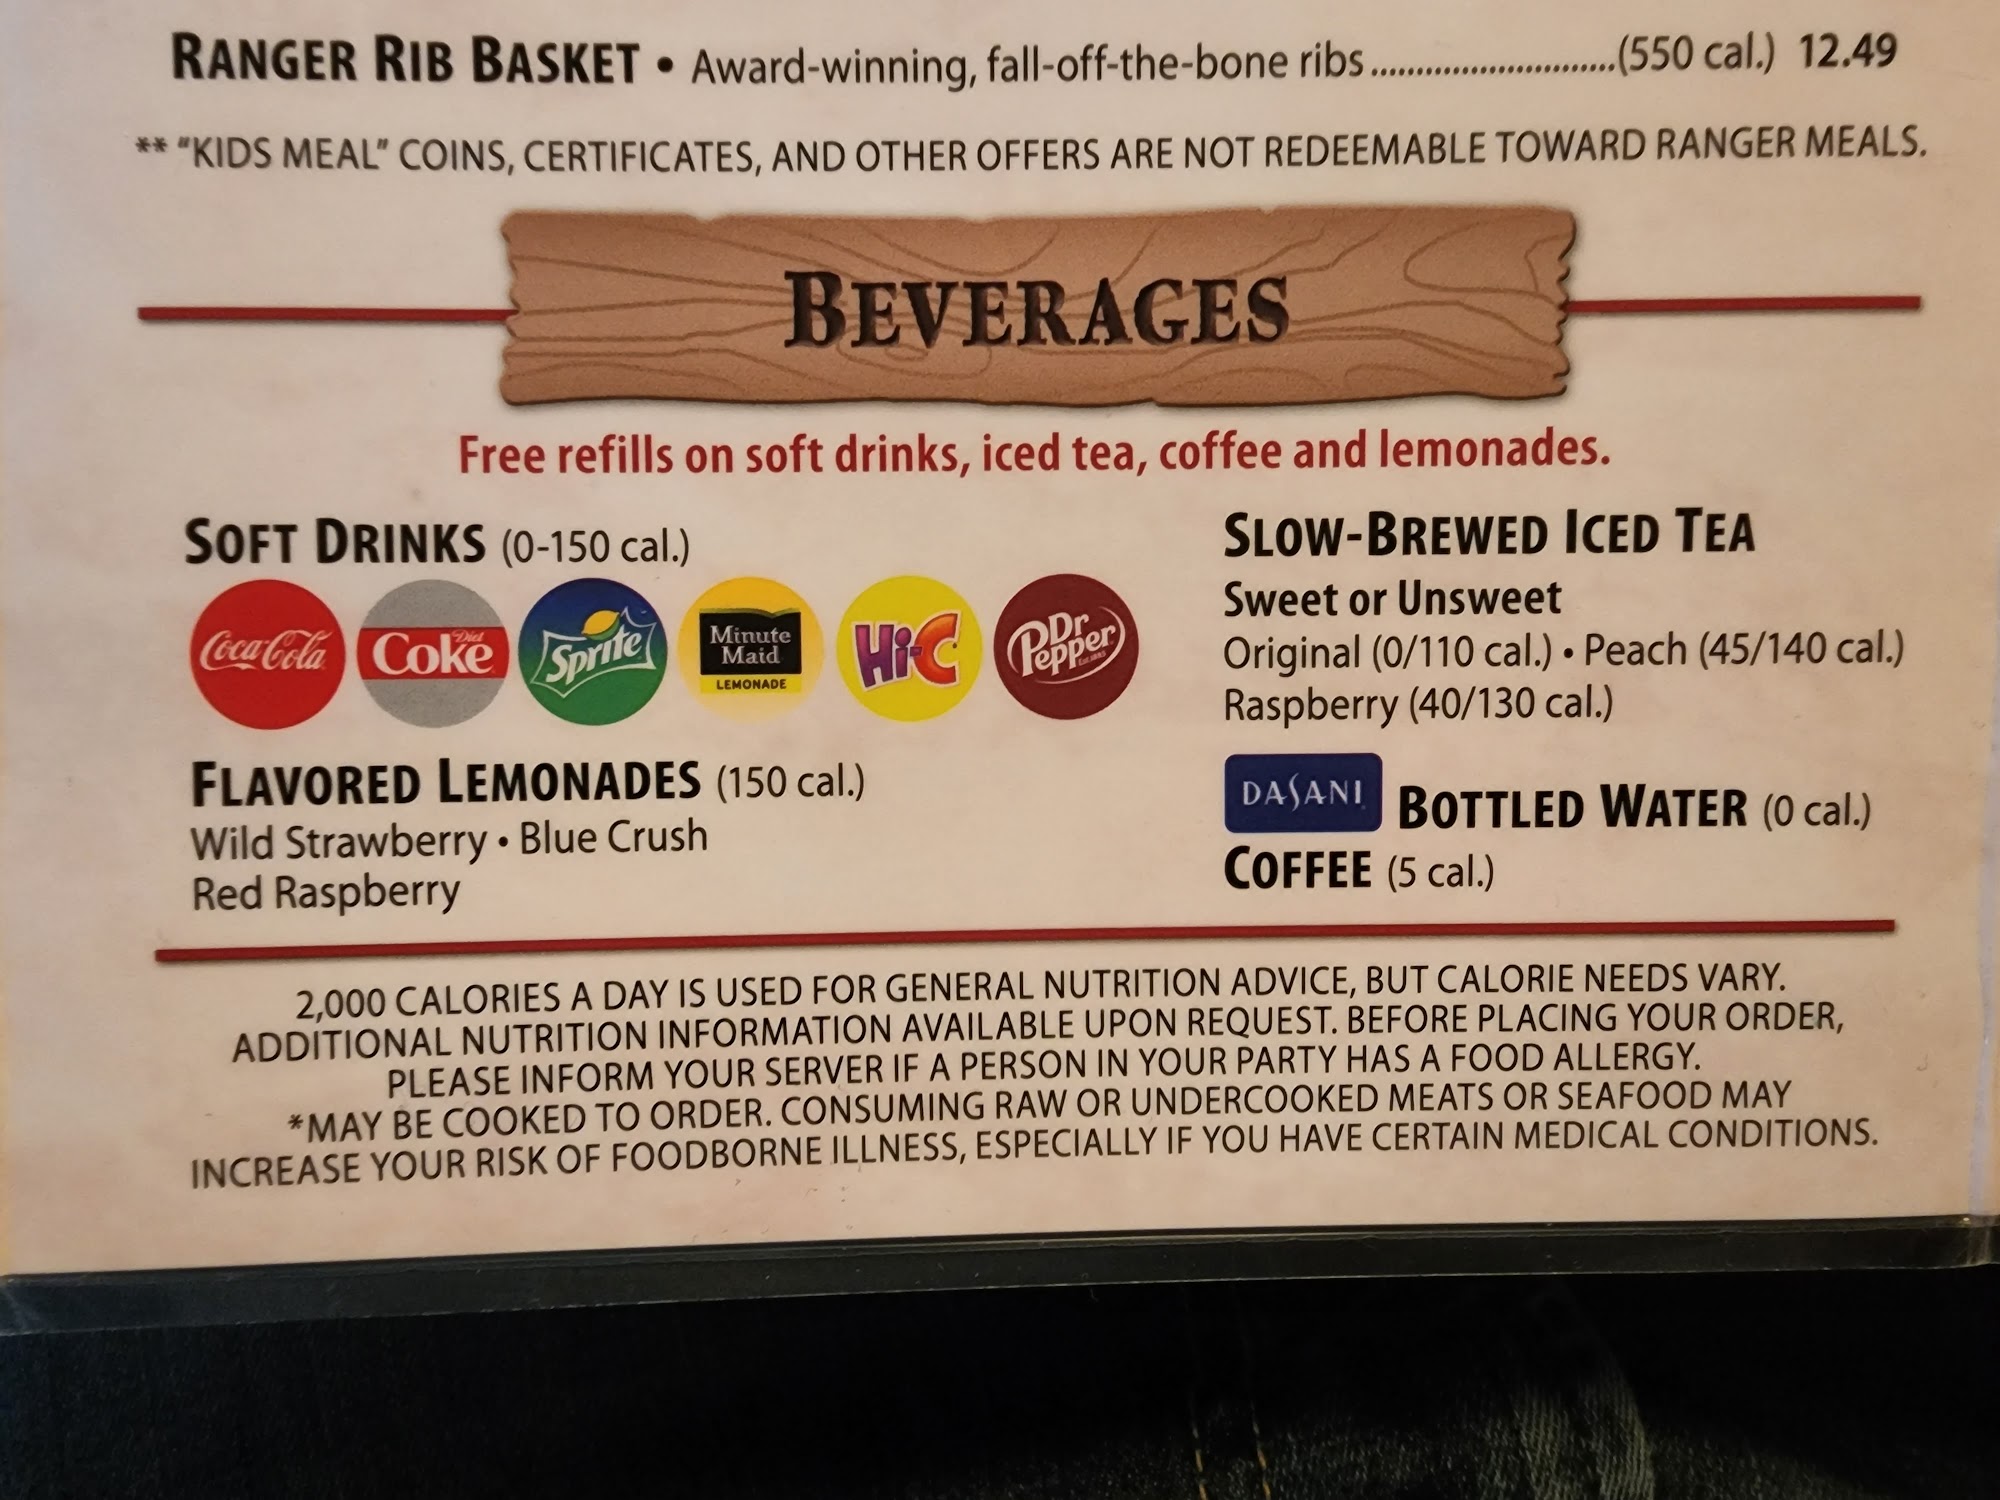 RANGER RIB BASKET • Award-winning, fall-off-the-bone ribs............................(550 cal.) 12.49
** "KIDS MEAL" COINS, CERTIFICATES, AND OTHER OFFERS ARE NOT REDEEMABLE TOWARD RANGER MEALS.
BEVERAGES
Free refills on soft drinks, iced tea, coffee and lemonades.
SOFT DRINKS (0-150 cal.)
Coca-Cola
Diet
Coke
Sprite
Minute
Maid
LEMONADE
Hi-C
Dr
Pepper
FLAVORED LEMONADES (150 cal.)
Wild Strawberry • Blue Crush
Red Raspberry
SLOW-BREWED ICED TEA
Sweet or Unsweet
Original (0/110 cal.) • Peach (45/140 cal.)
Raspberry (40/130 cal.)
DASANI BOTTLED WATER (0 cal.)
COFFEE (5 cal.)
2,000 CALORIES A DAY IS USED FOR GENERAL NUTRITION ADVICE, BUT CALORIE NEEDS VARY.
ADDITIONAL NUTRITION INFORMATION AVAILABLE UPON REQUEST. BEFORE PLACING YOUR ORDER,
PLEASE INFORM YOUR SERVER IF A PERSON IN YOUR PARTY HAS A FOOD ALLERGY.
*MAY BE COOKED TO ORDER. CONSUMING RAW OR UNDERCOOKED MEATS OR SEAFOOD MAY
INCREASE YOUR RISK OF FOODBORNE ILLNESS, ESPECIALLY IF YOU HAVE CERTAIN MEDICAL CONDITIONS.